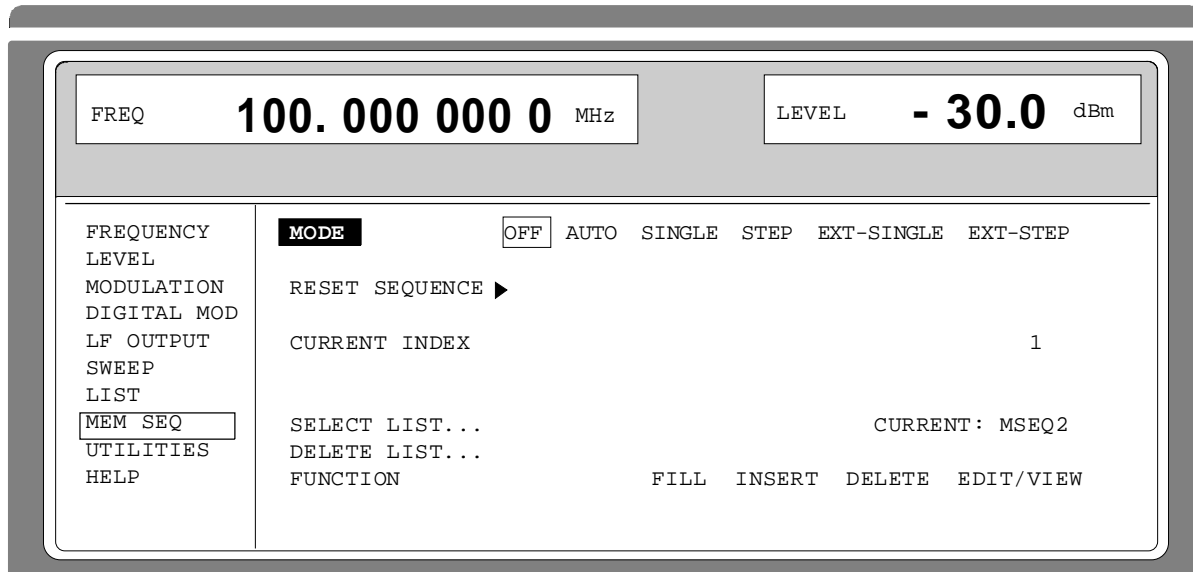 FREQ 100. 000 000 0 MHz LEVEL - 30.0 dBm
FREQUENCY
LEVEL
MODULATION
DIGITAL MOD
LF OUTPUT
SWEEP
LIST
MEM SEQ
UTILITIES
HELP
MODE OFF AUTO SINGLE STEP EXT-SINGLE EXT-STEP
RESET SEQUENCE
CURRENT INDEX 1
SELECT LIST... CURRENT: MSEQ2
DELETE LIST...
FUNCTION FILL INSERT DELETE EDIT/VIEW